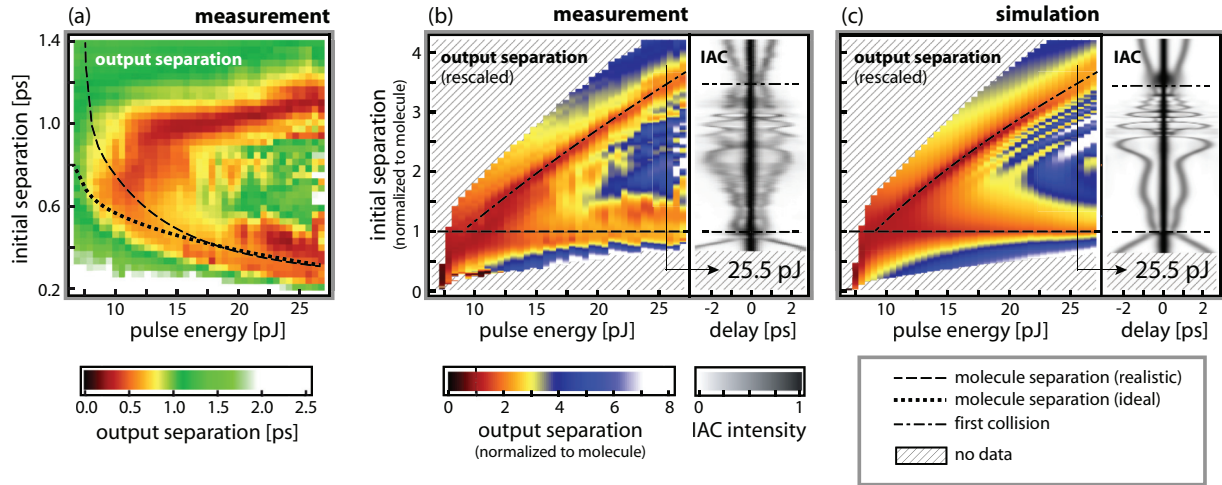 (a) measurement
output separation
initial separation [ps]
1.4
1.0
0.6
0.2
10 15 20 25
pulse energy [pJ]
0.0 0.5 1.0 1.5 2.0 2.5
output separation [ps]
(b) measurement
output separation
(rescaled)
IAC
initial separation
(normalized to molecule)
4
3
2
1
0
25.5 pJ
10 15 20 25
pulse energy [pJ]
-2 0 2
delay [ps]
0 2 4 6 8
output separation
(normalized to molecule)
0 1
IAC intensity
(c) simulation
output separation
(rescaled)
IAC
25.5 pJ
10 15 20 25
pulse energy [pJ]
-2 0 2
delay [ps]
molecule separation (realistic)
molecule separation (ideal)
first collision
no data